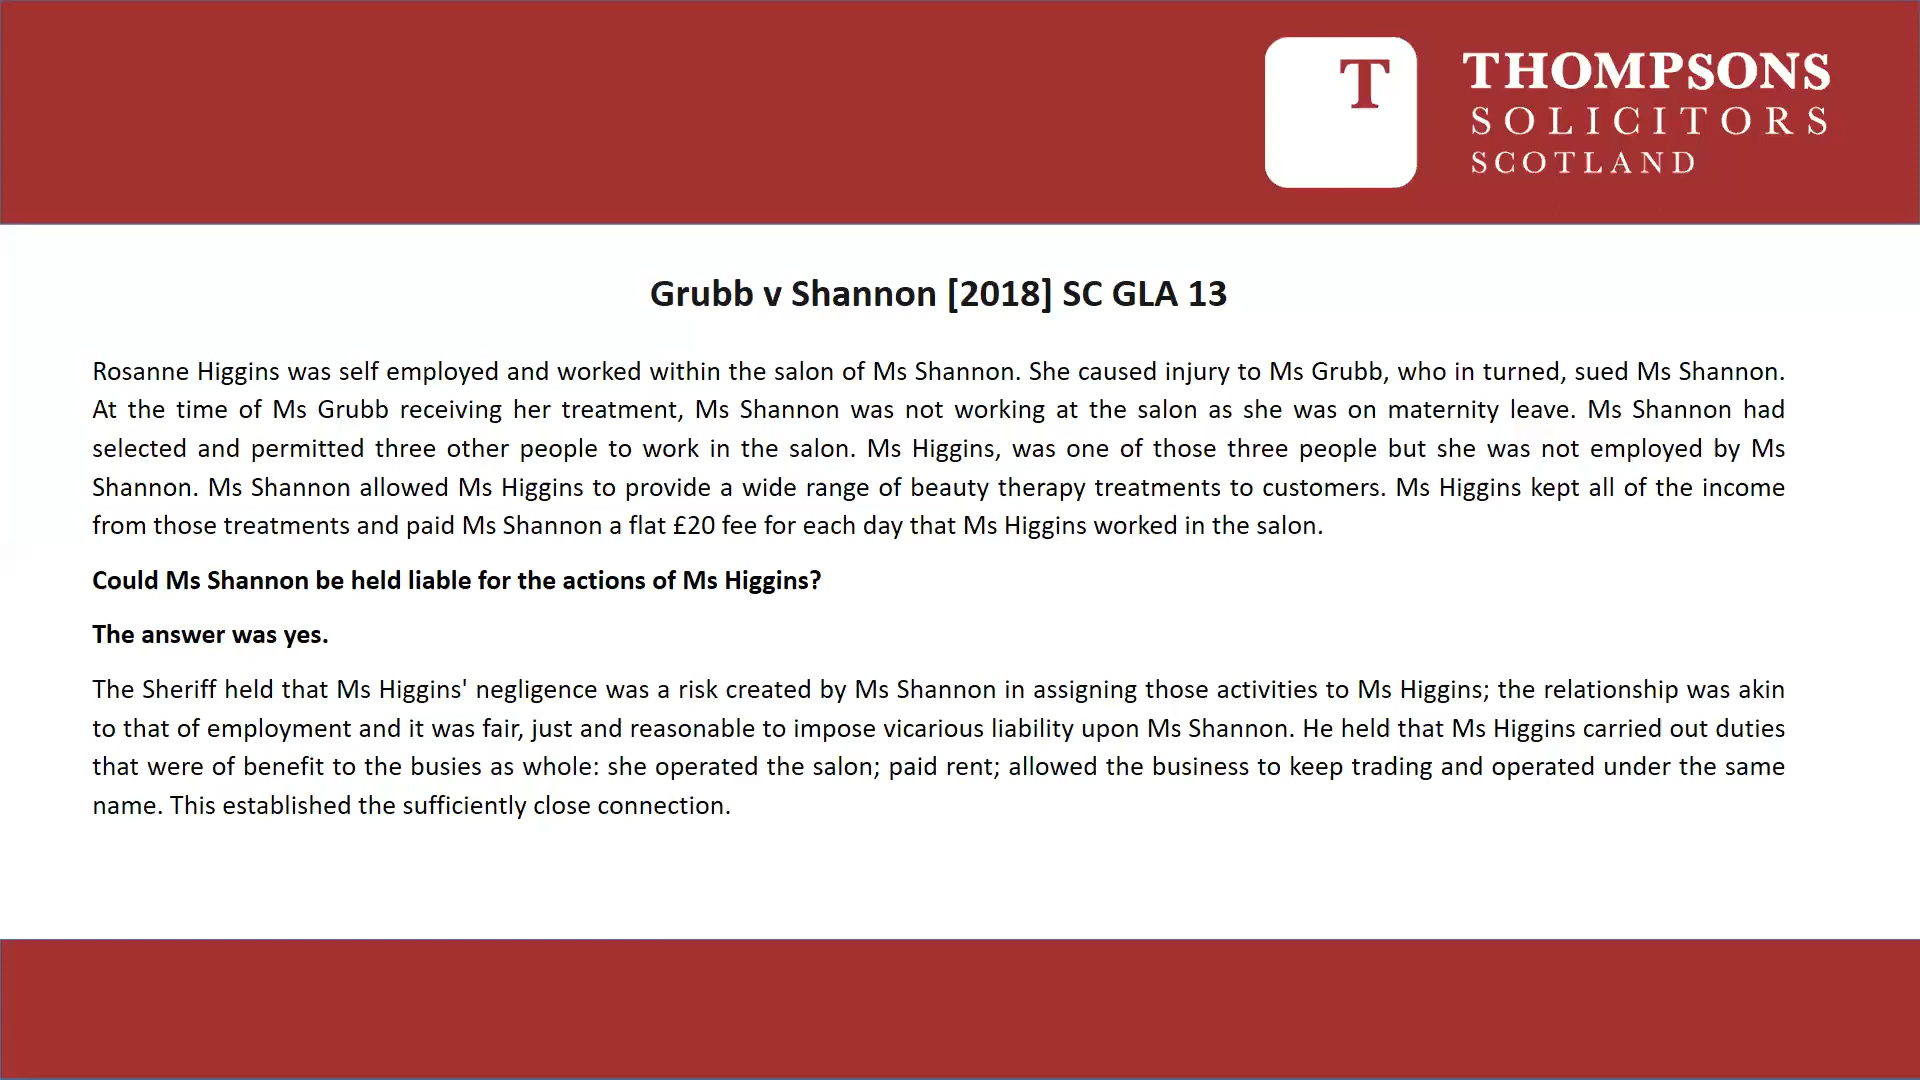 T
THOMPSONS
SOLICITORS
SCOTLAND
Grubb v Shannon [2018] SC GLA 13
Rosanne Higgins was self employed and worked within the salon of Ms Shannon. She caused injury to Ms Grubb, who in turned, sued Ms Shannon.
At the time of Ms Grubb receiving her treatment, Ms Shannon was not working at the salon as she was on maternity leave. Ms Shannon had
selected and permitted three other people to work in the salon. Ms Higgins, was one of those three people but she was not employed by Ms
Shannon. Ms Shannon allowed Ms Higgins to provide a wide range of beauty therapy treatments to customers. Ms Higgins kept all of the income
from those treatments and paid Ms Shannon a flat £20 fee for each day that Ms Higgins worked in the salon.
Could Ms Shannon be held liable for the actions of Ms Higgins?
The answer was yes.
The Sheriff held that Ms Higgins' negligence was a risk created by Ms Shannon in assigning those activities to Ms Higgins; the relationship was akin
to that of employment and it was fair, just and reasonable to impose vicarious liability upon Ms Shannon. He held that Ms Higgins carried out duties
that were of benefit to the busies as whole: she operated the salon; paid rent; allowed the business to keep trading and operated under the same
name. This established the sufficiently close connection.